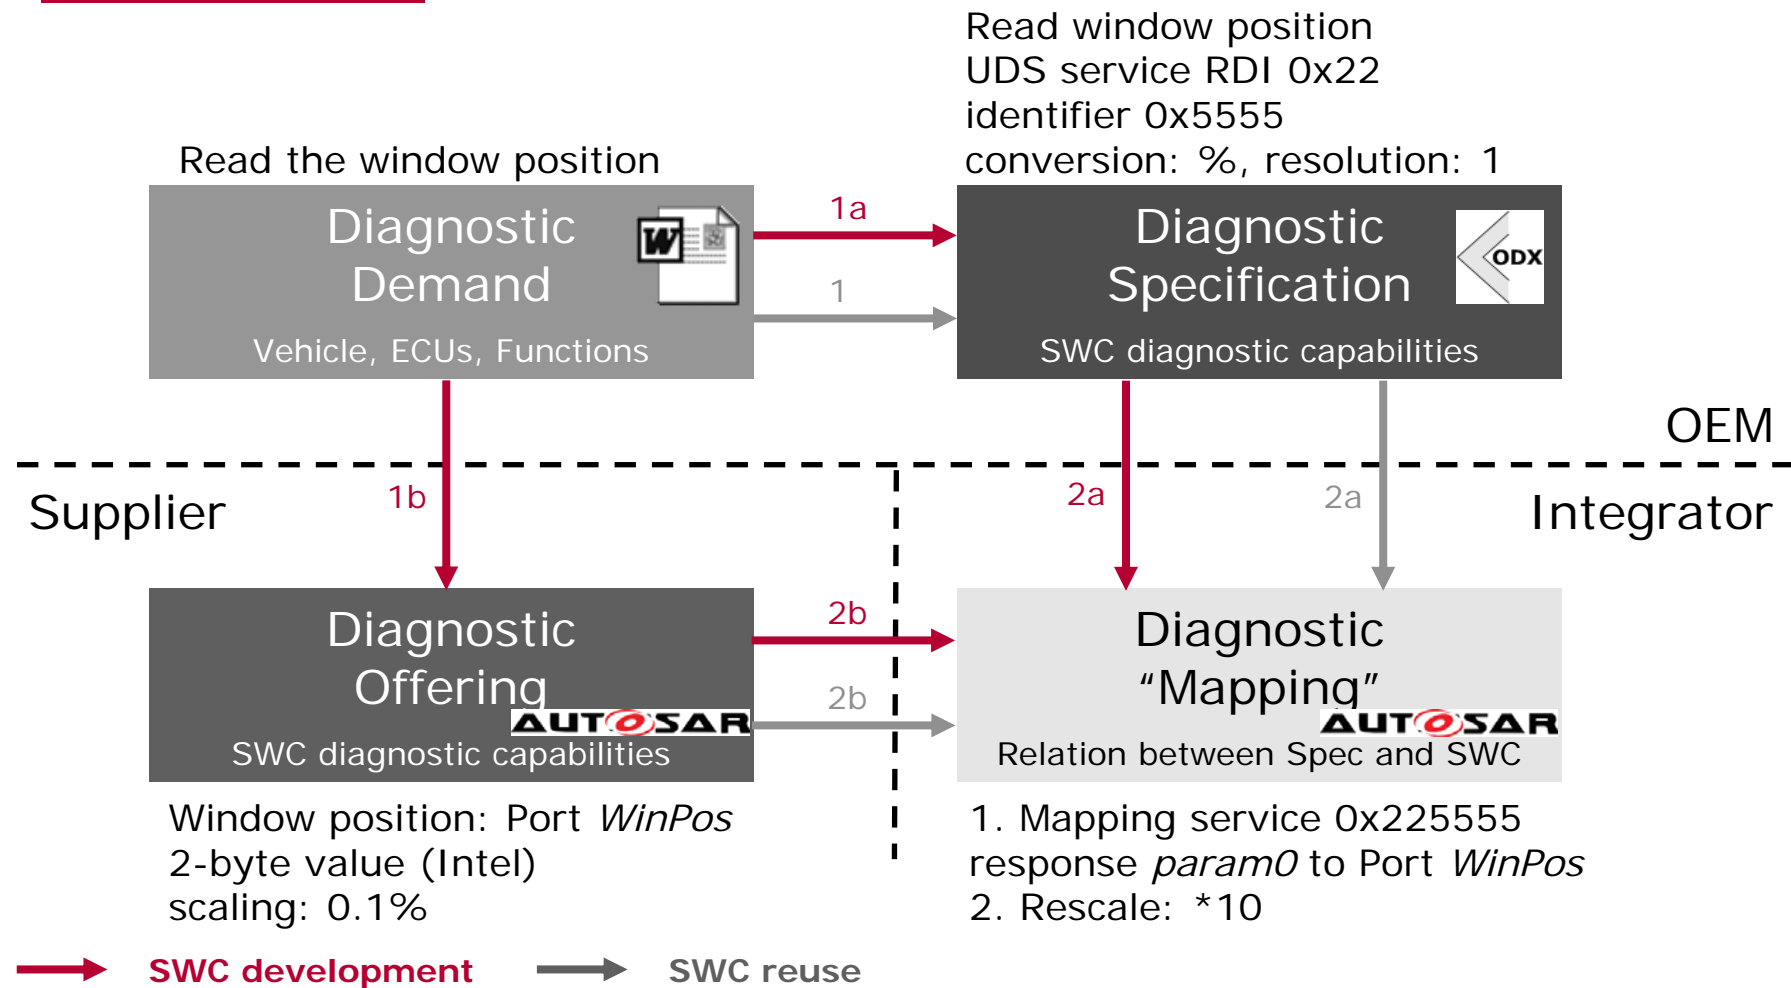 Read window position
UDS service RDI 0x22
identifier 0x5555
conversion: %, resolution: 1
Read the window position
Diagnostic
Demand
W
Vehicle, ECUs, Functions
1a
1
Diagnostic
Specification
ODX
SWC diagnostic capabilities
OEM
Supplier
1b
2a
2a
Integrator
Diagnostic
Offering
AUTOSAR
SWC diagnostic capabilities
2b
2b
Diagnostic
“Mapping”
AUTOSAR
Relation between Spec and SWC
Window position: Port WinPos
2-byte value (Intel)
scaling: 0.1%
1. Mapping service 0x225555
response param0 to Port WinPos
2. Rescale: *10
SWC development
SWC reuse